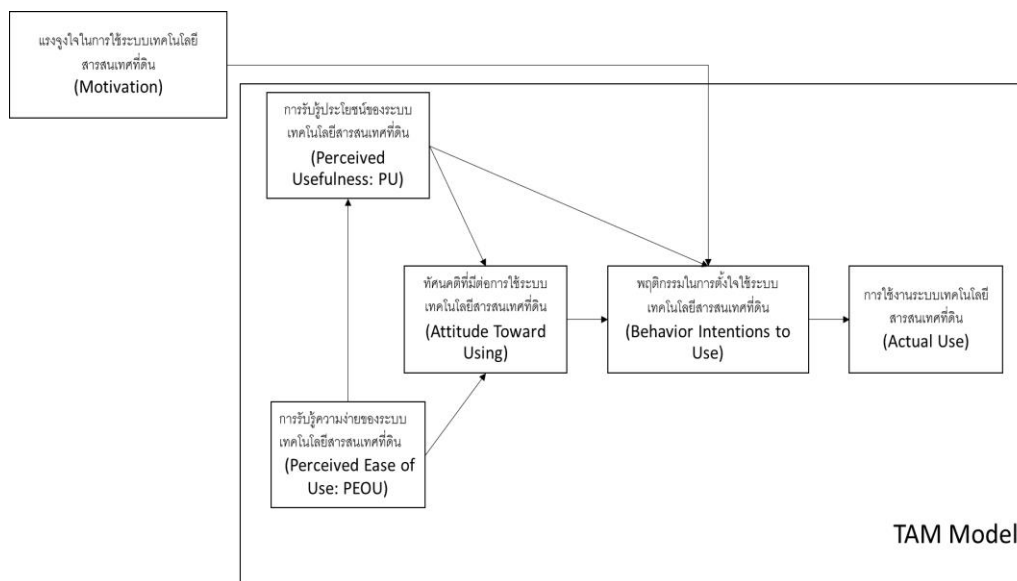 แรงจูงใจในการใช้ระบบเทคโนโลยี
สารสนเทศที่ดิน
(Motivation)
การรับรู้ประโยชน์ของระบบ
เทคโนโลยีสารสนเทศที่ดิน
(Perceived
Usefulness: PU)
ทัศนคติที่มีต่อการใช้ระบบ
เทคโนโลยีสารสนเทศที่ดิน
(Attitude Toward
Using)
พฤติกรรมในการตั้งใจใช้ระบบ
เทคโนโลยีสารสนเทศที่ดิน
(Behavior Intentions to
Use)
การใช้งานระบบเทคโนโลยี
สารสนเทศที่ดิน
(Actual Use)
การรับรู้ความง่ายของระบบ
เทคโนโลยีสารสนเทศที่ดิน
(Perceived Ease of
Use: PEOU)
TAM Model